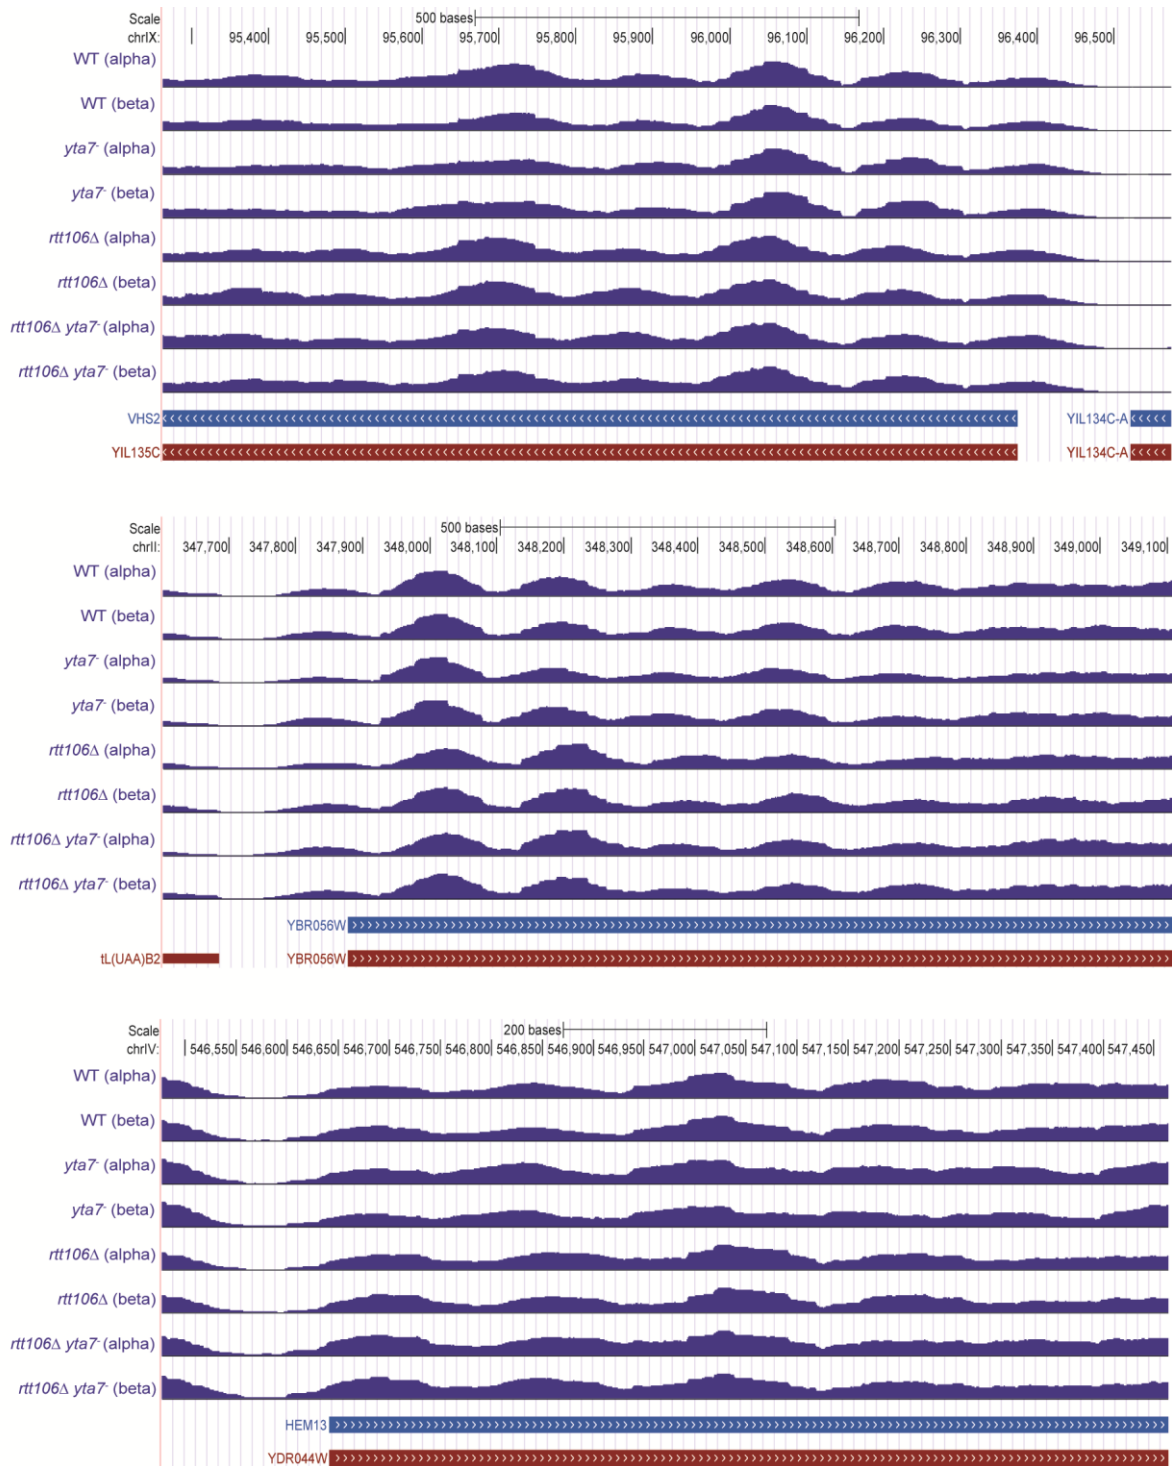 Scale 500 bases
chrIX: 95,400 95,500 95,600 95,700 95,800 95,900 96,000 96,100 96,200 96,300 96,400 96,500
WT (alpha)
WT (beta)
yta7- (alpha)
yta7- (beta)
rtt106Δ (alpha)
rtt106Δ (beta)
rtt106Δ yta7- (alpha)
rtt106Δ yta7- (beta)
VHS2 YIL134C-A
YIL135C YIL134C-A
Scale 500 bases
chrII: 347,700 347,800 347,900 348,000 348,100 348,200 348,300 348,400 348,500 348,600 348,700 348,800 348,900 349,000 349,100
WT (alpha)
WT (beta)
yta7- (alpha)
yta7- (beta)
rtt106Δ (alpha)
rtt106Δ (beta)
rtt106Δ yta7- (alpha)
rtt106Δ yta7- (beta)
YBR056W
tL(UAA)B2 YBR056W
Scale 200 bases
chrIV: 546,550 546,600 546,650 546,700 546,750 546,800 546,850 546,900 546,950 547,000 547,050 547,100 547,150 547,200 547,250 547,300 547,350 547,400 547,450
WT (alpha)
WT (beta)
yta7- (alpha)
yta7- (beta)
rtt106Δ (alpha)
rtt106Δ (beta)
rtt106Δ yta7- (alpha)
rtt106Δ yta7- (beta)
HEM13
YDR044W